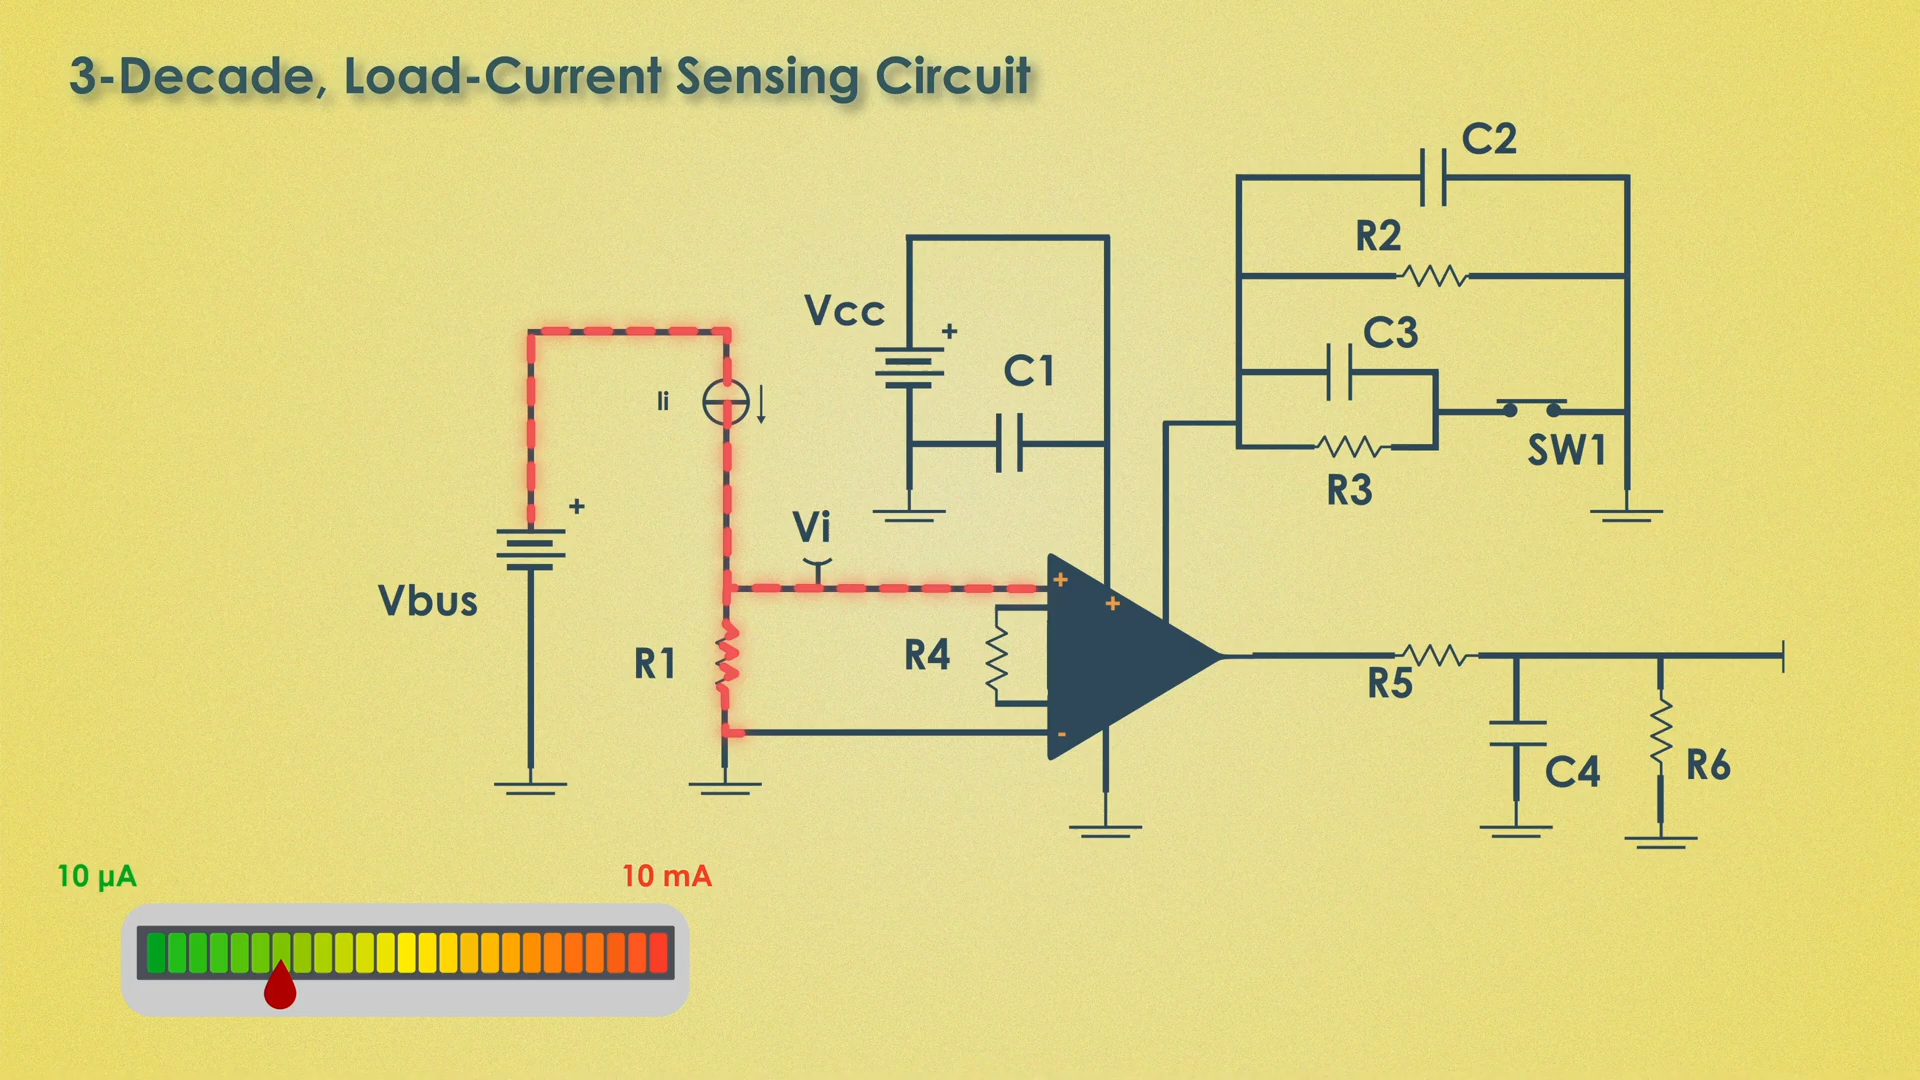 3-Decade, Load-Current Sensing Circuit
C2
R2
Vcc
+
C3
C1
Ii
SW1
R3
+
Vi
+
+
Vbus
R4
R1
R5
-
C4
R6
10 µA
10 mA